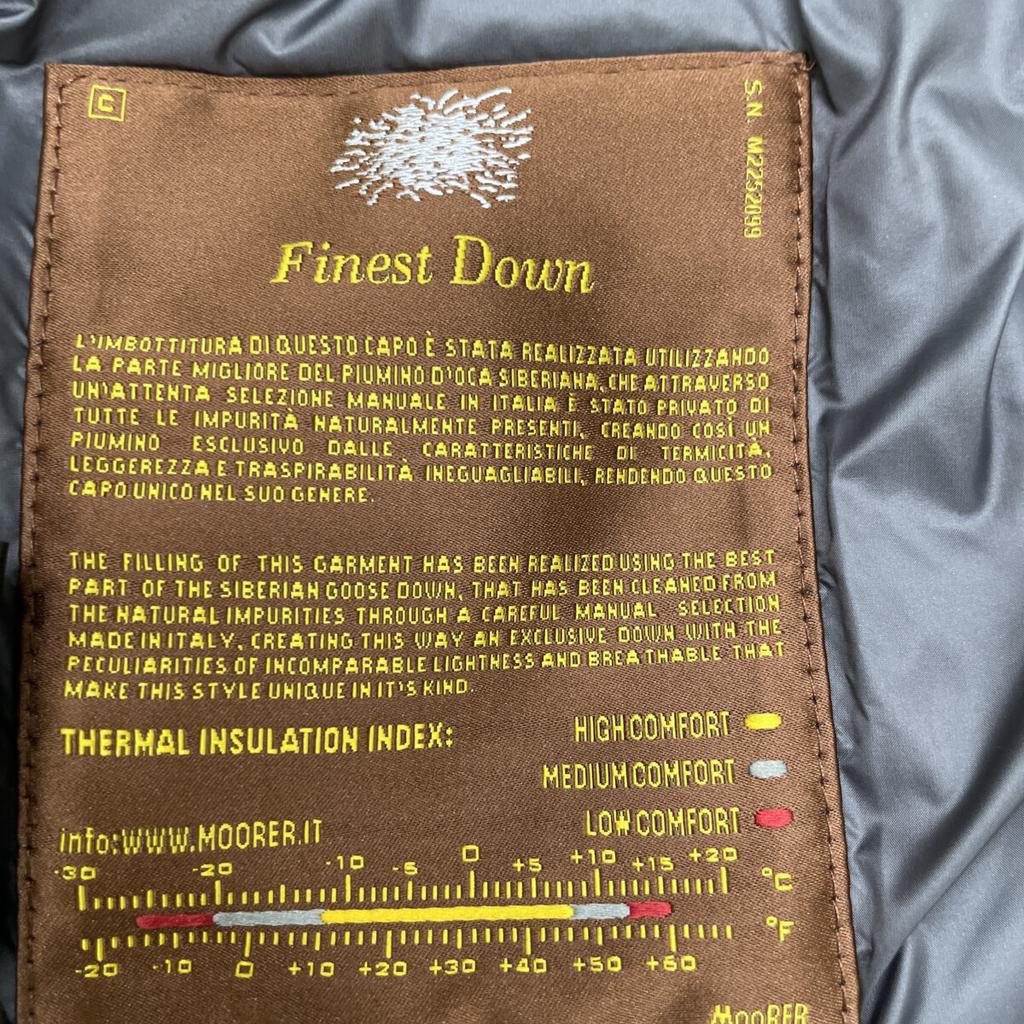 C
S.N. M2252099
Finest Down
L'IMBOTTITURA DI QUESTO CAPO È STATA REALIZZATA UTILIZZANDO
LA PARTE MIGLIORE DEL PIUMINO D'OCA SIBERIANA, CHE ATTRAVERSO
UN'ATTENTA SELEZIONE MANUALE IN ITALIA È STATO PRIVATO DI
TUTTE LE IMPURITÀ NATURALMENTE PRESENTI, CREANDO COSÌ UN
PIUMINO ESCLUSIVO DALLE CARATTERISTICHE DI TERMICITÀ,
LEGGEREZZA E TRASPIRABILITÀ INEGUAGLIABILI, RENDENDO QUESTO
CAPO UNICO NEL SUO GENERE.
THE FILLING OF THIS GARMENT HAS BEEN REALIZED USING THE BEST
PART OF THE SIBERIAN GOOSE DOWN, THAT HAS BEEN CLEANED FROM
THE NATURAL IMPURITIES THROUGH A CAREFUL MANUAL SELECTION
MADE IN ITALY, CREATING THIS WAY AN EXCLUSIVE DOWN WITH THE
PECULIARITIES OF INCOMPARABLE LIGHTNESS AND BREATHABLE THAT
MAKE THIS STYLE UNIQUE IN IT'S KIND.
THERMAL INSULATION INDEX:
HIGH COMFORT
MEDIUM COMFORT
LOW COMFORT
info:WWW.MOORER.IT
-30 -20 -10 -5 0 +5 +10 +15 +20 °C
°F
-20 -10 0 +10 +20 +30 +40 +50 +60
MOORER